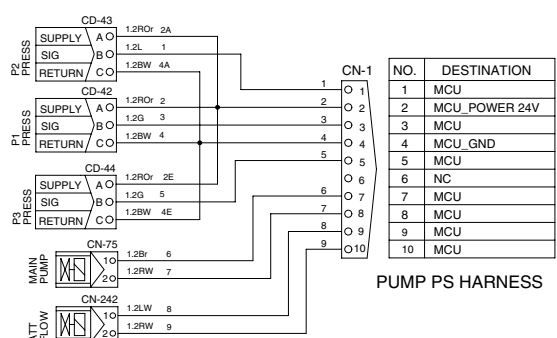 CD-43
P2 PRESS
SUPPLY A 1.2ROr 2A
SIG B 1.2L 1
RETURN C 1.2BW 4A
CD-42
P1 PRESS
SUPPLY A 1.2ROr 2
SIG B 1.2G 3
RETURN C 1.2BW 4
CD-44
P3 PRESS
SUPPLY A 1.2ROr 2E
SIG B 1.2G 5
RETURN C 1.2BW 4E
CN-75
MAIN PUMP
1 1.2Br 6
2 1.2RW 7
CN-242
ATT FLOW
1 1.2LW 8
2 1.2RW 9
CN-1
1 1
2 2
3 3
4 4
5 5
6
6 7
7 8
8 9
9 10
NO. DESTINATION
1 MCU
2 MCU_POWER 24V
3 MCU
4 MCU_GND
5 MCU
6 NC
7 MCU
8 MCU
9 MCU
10 MCU
PUMP PS HARNESS